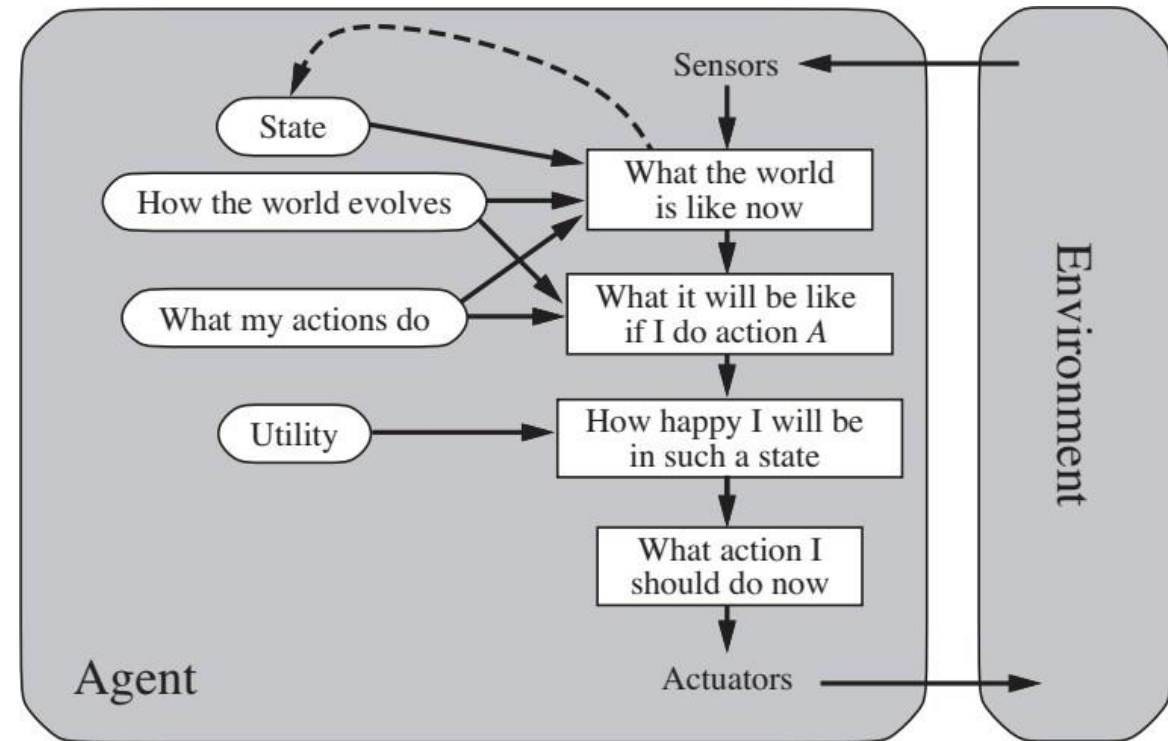 Sensors
State
What the world
is like now
How the world evolves
What it will be like
if I do action A
What my actions do
How happy I will be
in such a state
Utility
What action I
should do now
Agent
Actuators
Environment